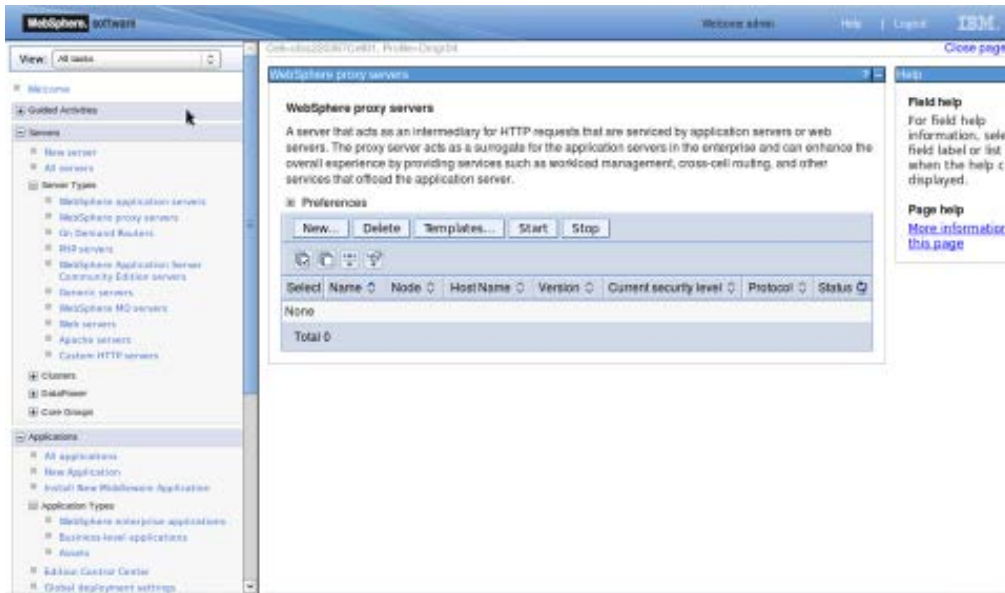 WebSphere. software
Welcome admin Help | Logout IBM.
View: All tasks
Close page
Welcome
Guided Activities
Servers
New server
All servers
Server Types
WebSphere application servers
WebSphere proxy servers
On Demand Routers
PHP servers
WebSphere Application Server
Community Edition servers
Generic servers
WebSphere MQ servers
Web servers
Apache servers
Custom HTTP servers
Clusters
DataPower
Core Groups
Applications
All applications
New Application
Install New Middleware Application
Application Types
WebSphere enterprise applications
Business-level applications
Assets
Edition Control Center
Global deployment settings
WebSphere proxy servers ? -
WebSphere proxy servers
A server that acts as an intermediary for HTTP requests that are serviced by application servers or web
servers. The proxy server acts as a surrogate for the application servers in the enterprise and can enhance the
overall experience by providing services such as workload management, cross-cell routing, and other
services that offload the application server.
Preferences
New... Delete Templates... Start Stop
Select Name Node Host Name Version Current security level Protocol Status
None
Total 0
Help
Field help
For field help
information, sele
field label or list
when the help c
displayed.
Page help
More information
this page